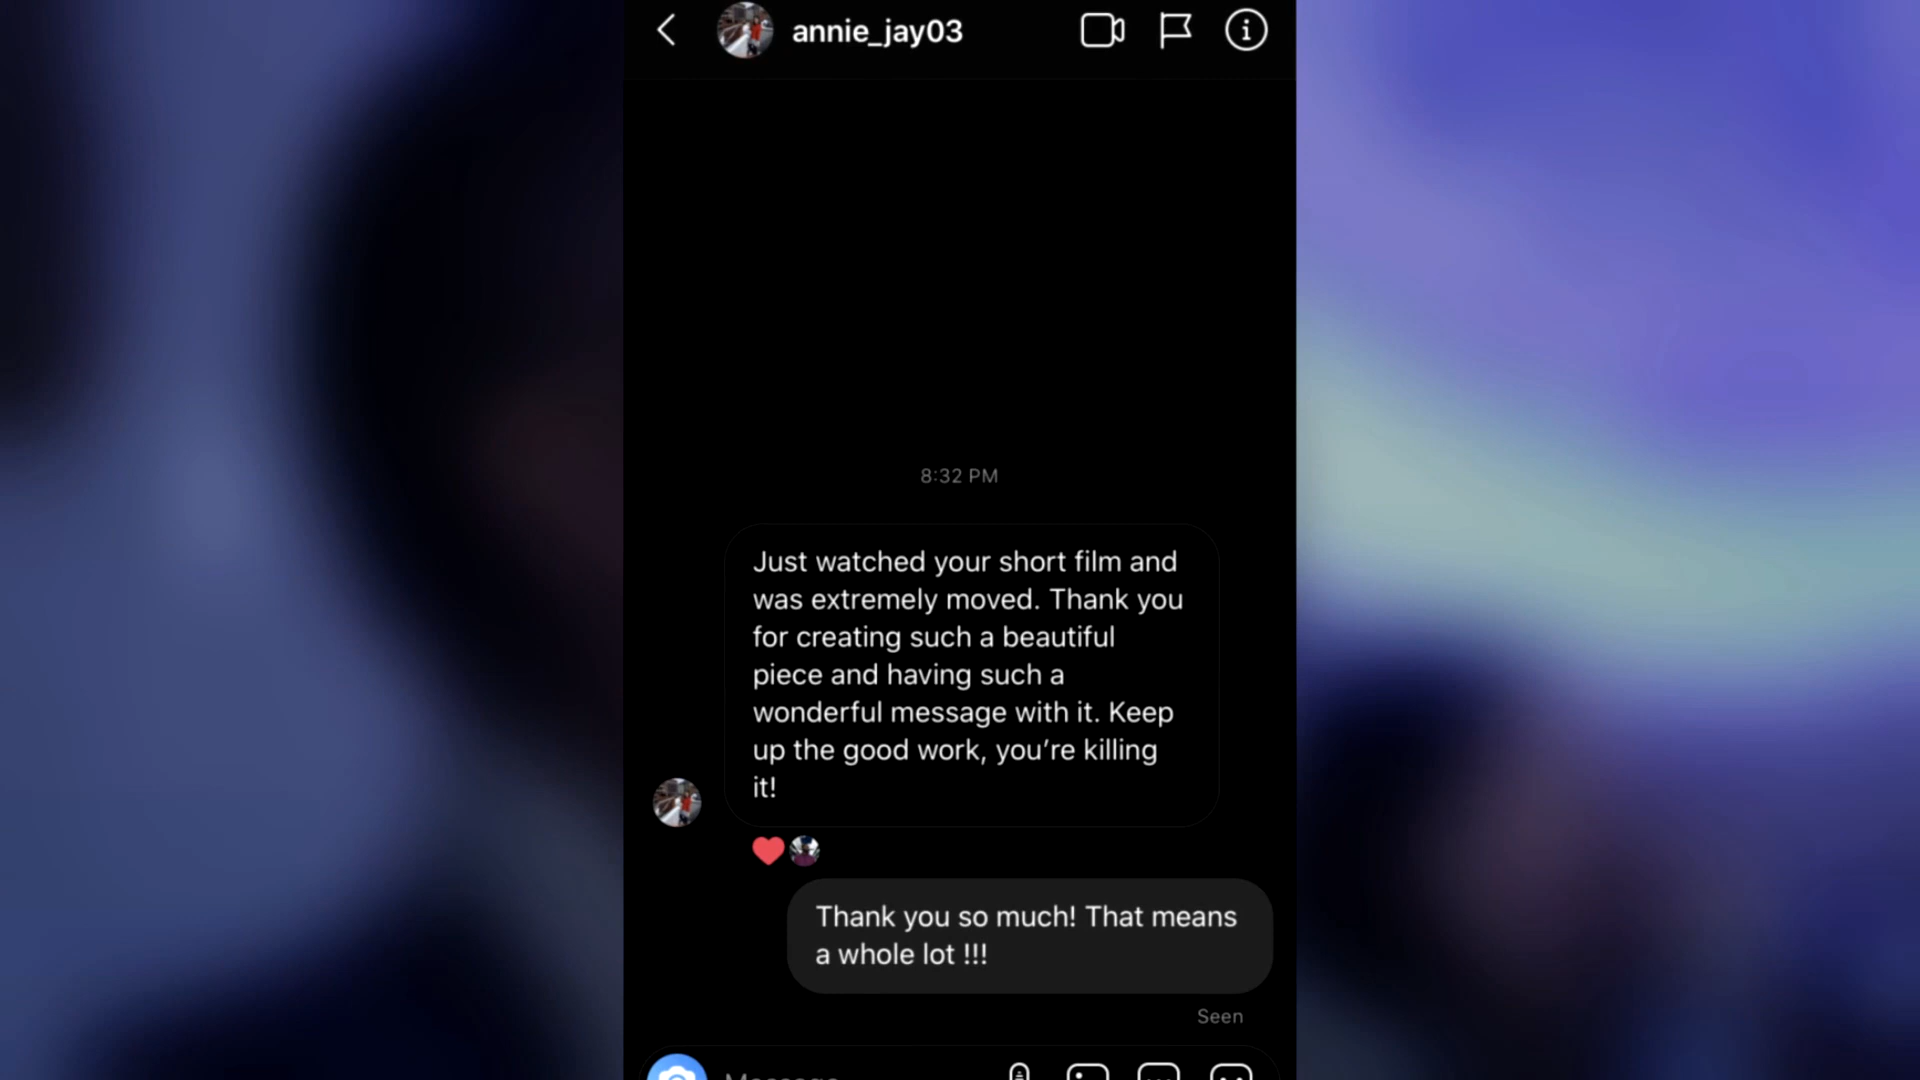 annie_jay03
8:32 PM
Just watched your short film and
was extremely moved. Thank you
for creating such a beautiful
piece and having such a
wonderful message with it. Keep
up the good work, you’re killing
it!
Thank you so much! That means
a whole lot !!!
Seen
Message